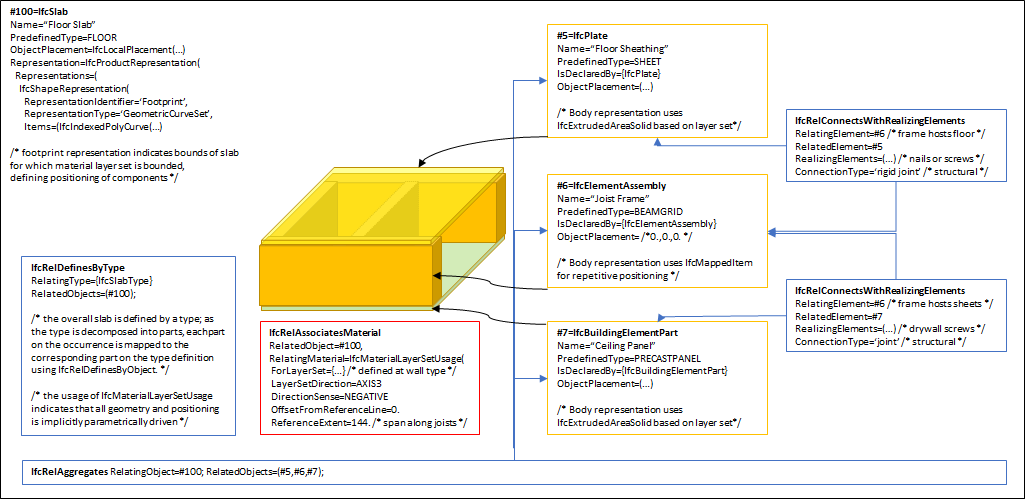 #100=IfcSlab
Name=“Floor Slab”
PredefinedType=FLOOR
ObjectPlacement=IfcLocalPlacement(...)
Representation=IfcProductRepresentation(
Representations=(
IfcShapeRepresentation(
RepresentationIdentifier=‘Footprint’,
RepresentationType=‘GeometricCurveSet’,
Items=(IfcIndexedPolyCurve(...)
/* footprint representation indicates bounds of slab
for which material layer set is bounded,
defining positioning of components */
#5=IfcPlate
Name=“Floor Sheathing”
PredefinedType=SHEET
IsDeclaredBy={IfcPlate}
ObjectPlacement=(...)
/* Body representation uses
IfcExtrudedAreaSolid based on layer set*/
IfcRelConnectsWithRealizingElements
RelatingElement=#6 /* frame hosts floor */
RelatedElement=#5
RealizingElements=(...) /* nails or screws */
ConnectionType=‘rigid joint’ /* structural */
#6=IfcElementAssembly
Name=“Joist Frame”
PredefinedType=BEAMGRID
IsDeclaredBy={IfcElementAssembly}
ObjectPlacement= /*0.,0.,0. */
/* Body representation uses IfcMappedItem
for repetitive positioning */
IfcRelDefinesByType
RelatingType={IfcSlabType}
RelatedObjects=(#100);
/* the overall slab is defined by a type; as
the type is decomposed into parts, eachpart
on the occurrence is mapped to the
corresponding part on the type definition
using IfcRelDefinesByObject. */
/* the usage of IfcMaterialLayerSetUsage
indicates that all geometry and positioning
is implicitly parametrically driven */
IfcRelAssociatesMaterial
RelatedObject=#100,
RelatingMaterial=IfcMaterialLayerSetUsage(
ForLayerSet={...} /* defined at wall type */
LayerSetDirection=AXIS3
DirectionSense=NEGATIVE
OffsetFromReferenceLine=0.
ReferenceExtent=144. /* span along joists */
#7=IfcBuildingElementPart
Name=“Ceiling Panel”
PredefinedType=PRECASTPANEL
IsDeclaredBy={IfcBuildingElementPart}
ObjectPlacement=(...)
/* Body representation uses
IfcExtrudedAreaSolid based on layer set*/
IfcRelConnectsWithRealizingElements
RelatingElement=#6 /* frame hosts sheets */
RelatedElement=#7
RealizingElements=(...) /* drywall screws */
ConnectionType=‘joint’ /* structural */
IfcRelAggregates RelatingObject=#100; RelatedObjects=(#5,#6,#7);